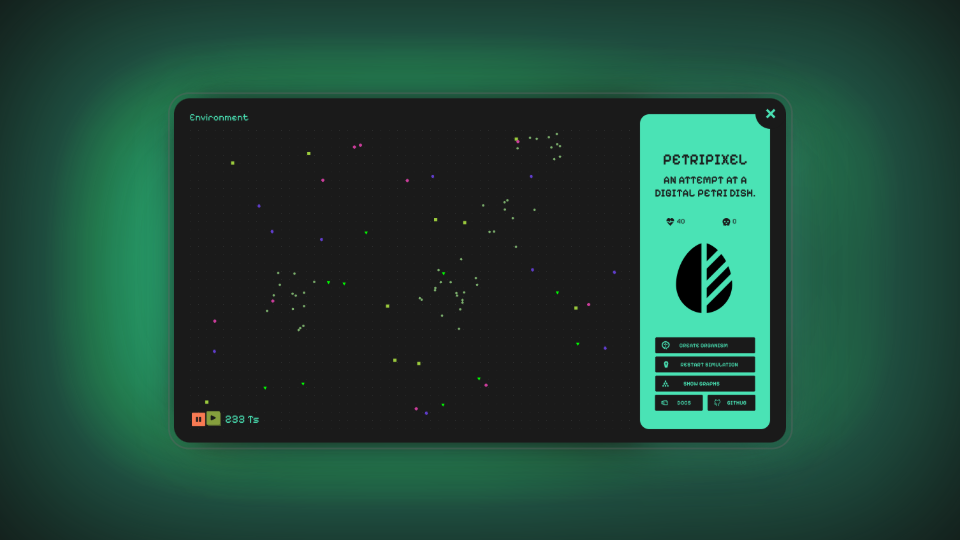 Environment
PETRIPIXEL
AN ATTEMPT AT A
DIGITAL PETRI DISH.
40
0
CREATE ORGANISM
RESTART SIMULATION
SHOW GRAPHS
DOCS
GITHUB
233 Ts